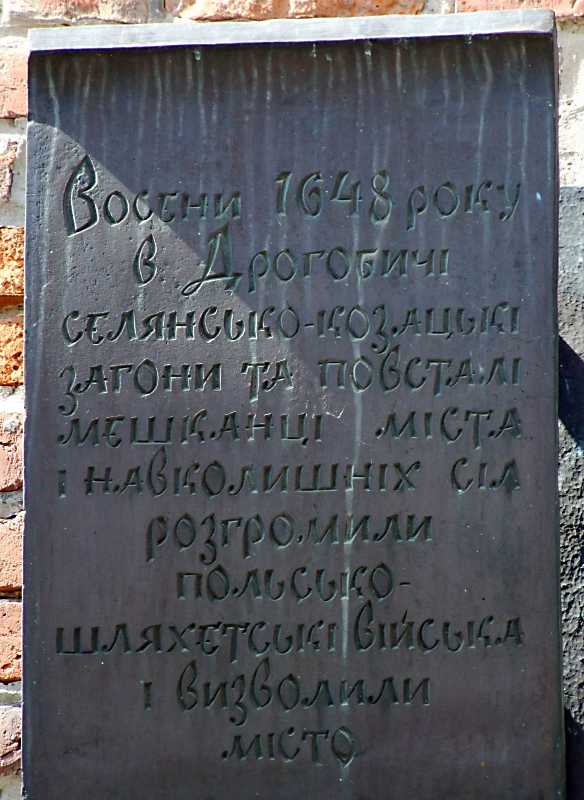 Восени 1648 року
в Дрогобичі
селянсько-козацькі
загони та повсталі
мешканці міста
і навколишніх сіл
розгромили
польсько-
шляхетські війська
і визволили
місто